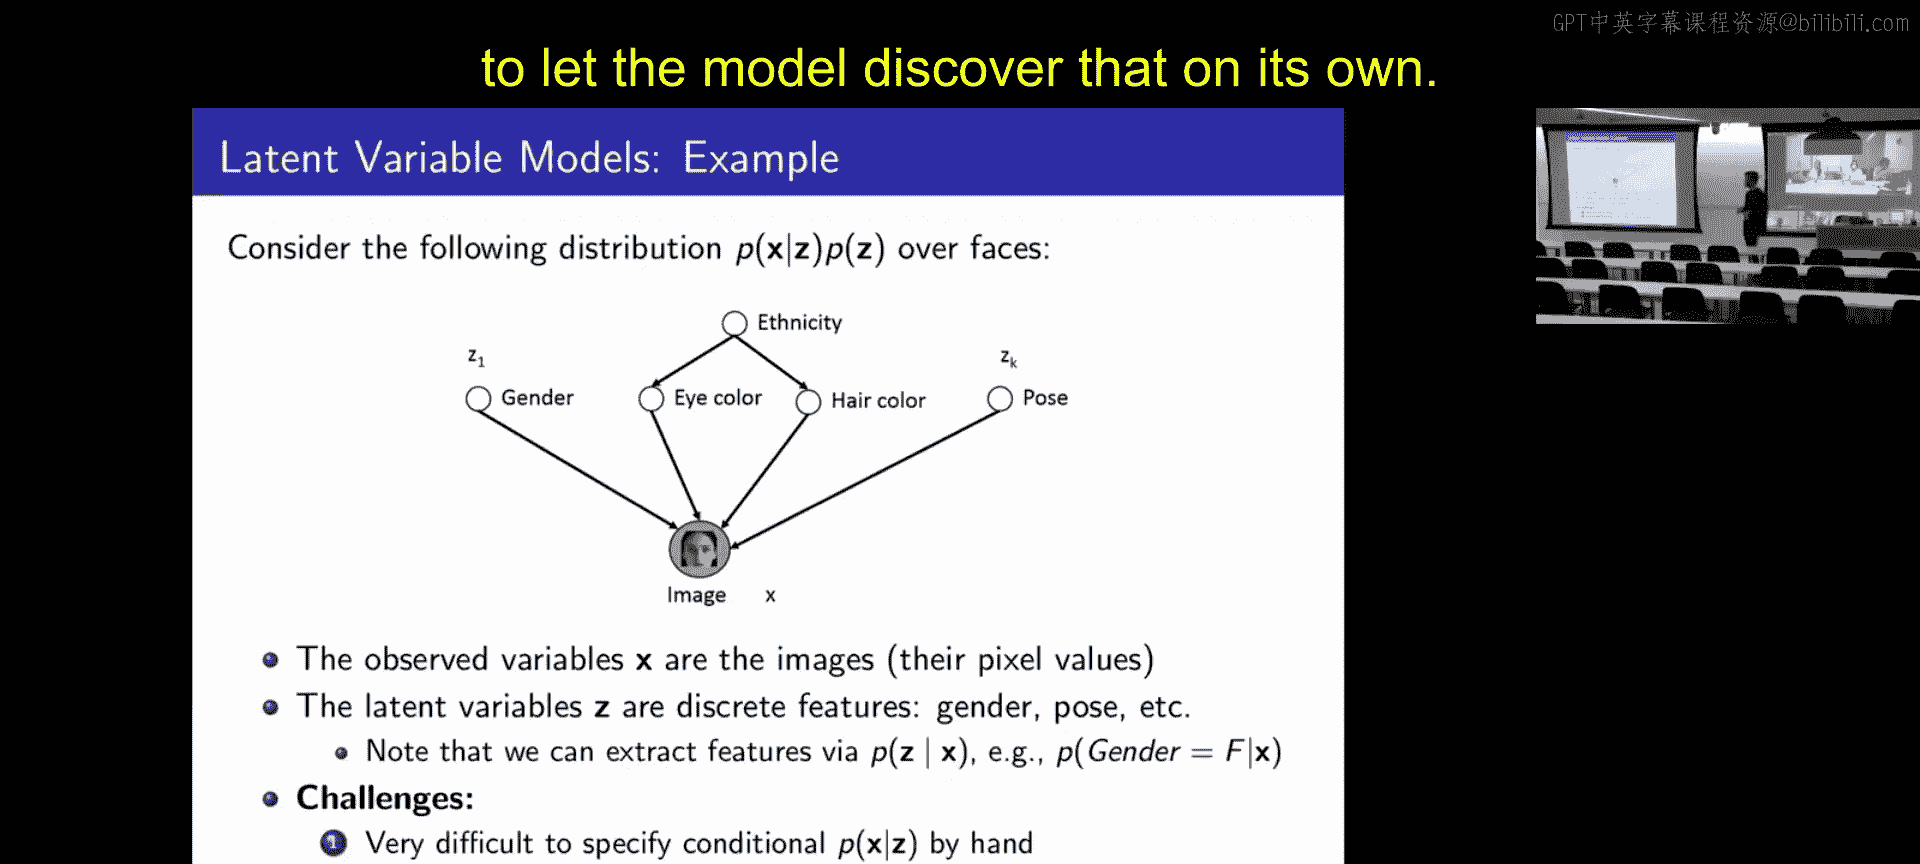 GPT中英字幕课程资源@bilibili.com
to let the model discover that on its own.
Latent Variable Models: Example
Consider the following distribution p(x|z)p(z) over faces:
Ethnicity
z₁
zₖ
Gender
Eye color
Hair color
Pose
Image x
The observed variables x are the images (their pixel values)
The latent variables z are discrete features: gender, pose, etc.
Note that we can extract features via p(z | x), e.g., p(Gender = F|x)
Challenges:
1 Very difficult to specify conditional p(x|z) by hand